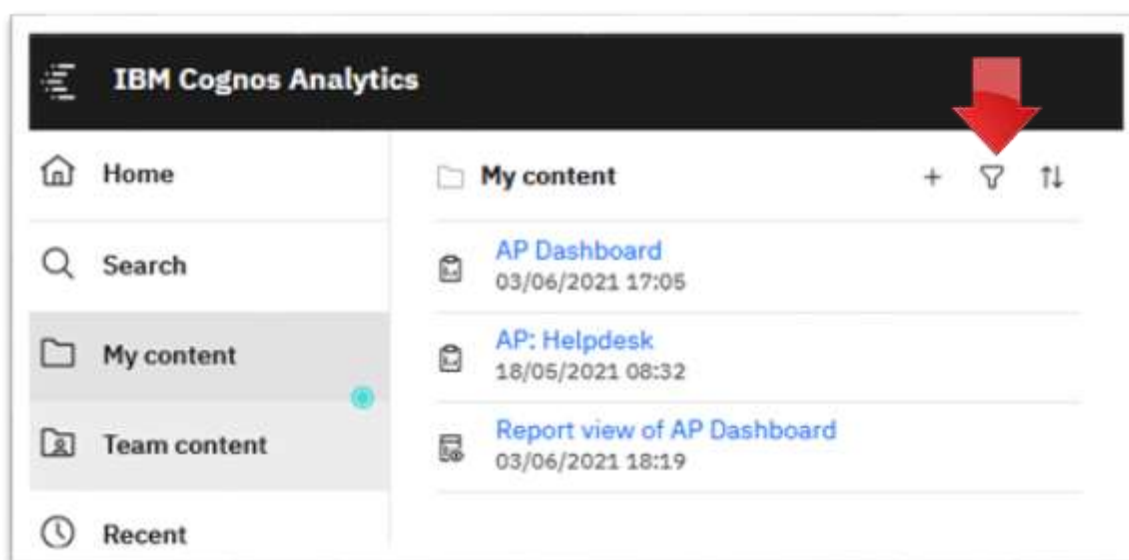 IBM Cognos Analytics
Home
Search
My content
Team content
Recent
My content
AP Dashboard
03/06/2021 17:05
AP: Helpdesk
18/05/2021 08:32
Report view of AP Dashboard
03/06/2021 18:19